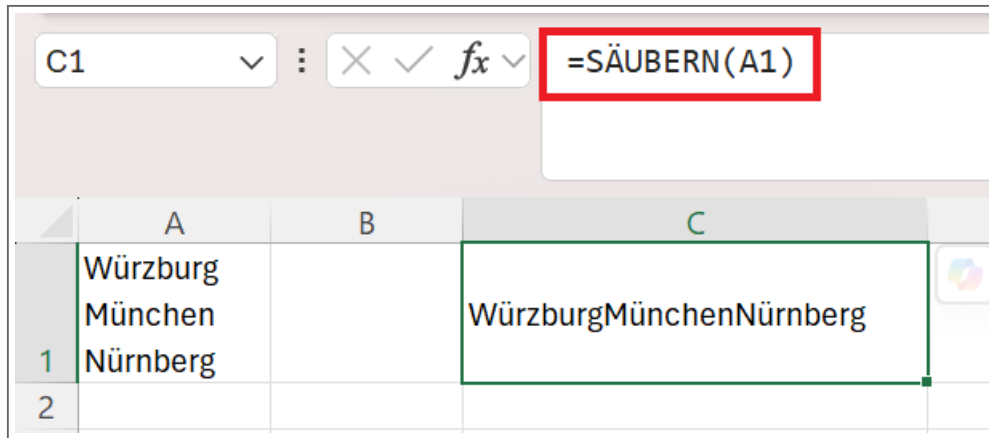 C1 fx =SÄUBERN(A1)
A B C
Würzburg
München
Nürnberg
WürzburgMünchenNürnberg
1
2